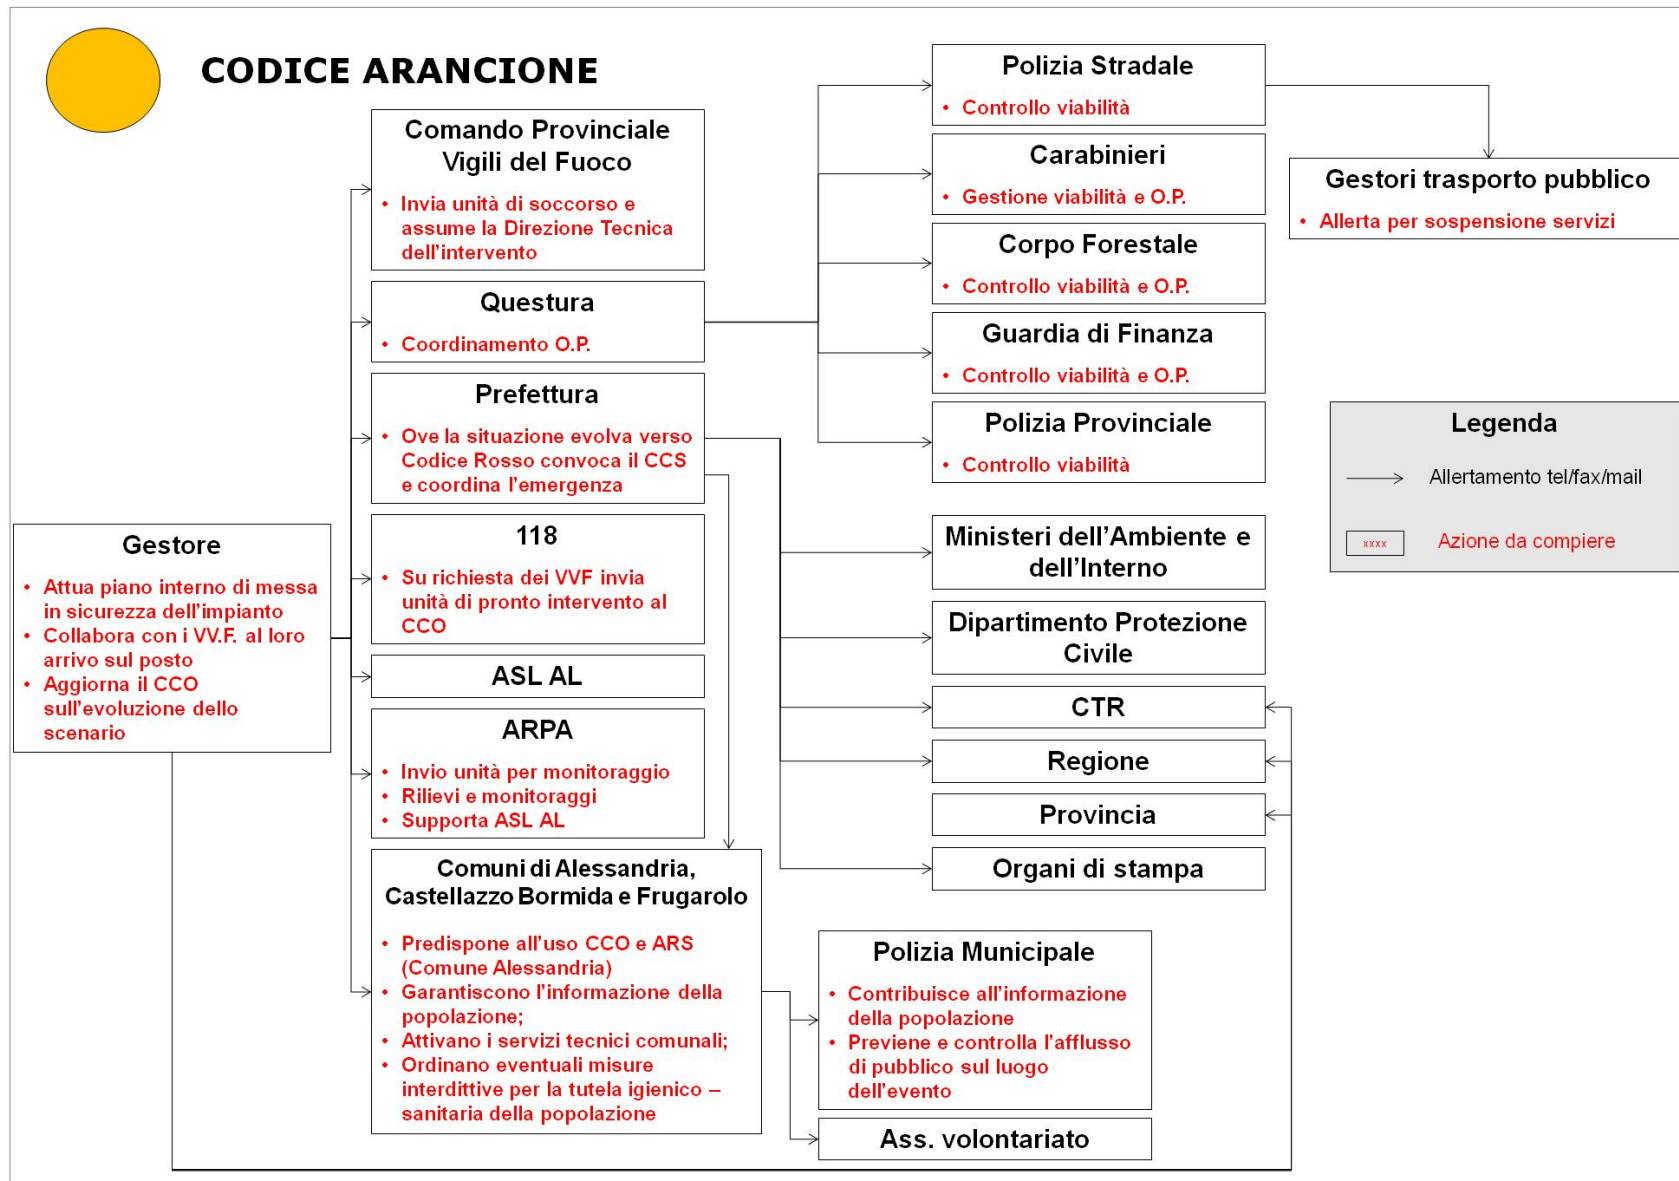 CODICE ARANCIONE
Gestore
• Attua piano interno di messa
in sicurezza dell'impianto
• Collabora con i VV.F. al loro
arrivo sul posto
• Aggiorna il CCO
sull'evoluzione dello
scenario
Comando Provinciale
Vigili del Fuoco
• Invia unità di soccorso e
assume la Direzione Tecnica
dell'intervento
Questura
• Coordinamento O.P.
Prefettura
• Ove la situazione evolva verso
Codice Rosso convoca il CCS
e coordina l'emergenza
118
• Su richiesta dei VVF invia
unità di pronto intervento al
CCO
ASL AL
ARPA
• Invio unità per monitoraggio
• Rilievi e monitoraggi
• Supporta ASL AL
Comuni di Alessandria,
Castellazzo Bormida e Frugarolo
• Predispone all'uso CCO e ARS
(Comune Alessandria)
• Garantiscono l'informazione della
popolazione;
• Attivano i servizi tecnici comunali;
• Ordinano eventuali misure
interdittive per la tutela igienico –
sanitaria della popolazione
Polizia Stradale
• Controllo viabilità
Carabinieri
• Gestione viabilità e O.P.
Corpo Forestale
• Controllo viabilità e O.P.
Guardia di Finanza
• Controllo viabilità e O.P.
Polizia Provinciale
• Controllo viabilità
Ministeri dell'Ambiente e
dell'Interno
Dipartimento Protezione
Civile
CTR
Regione
Provincia
Organi di stampa
Polizia Municipale
• Contribuisce all'informazione
della popolazione
• Previene e controlla l'afflusso
di pubblico sul luogo
dell'evento
Ass. volontariato
Gestori trasporto pubblico
• Allerta per sospensione servizi
Legenda
Allertamento tel/fax/mail
xxxx Azione da compiere